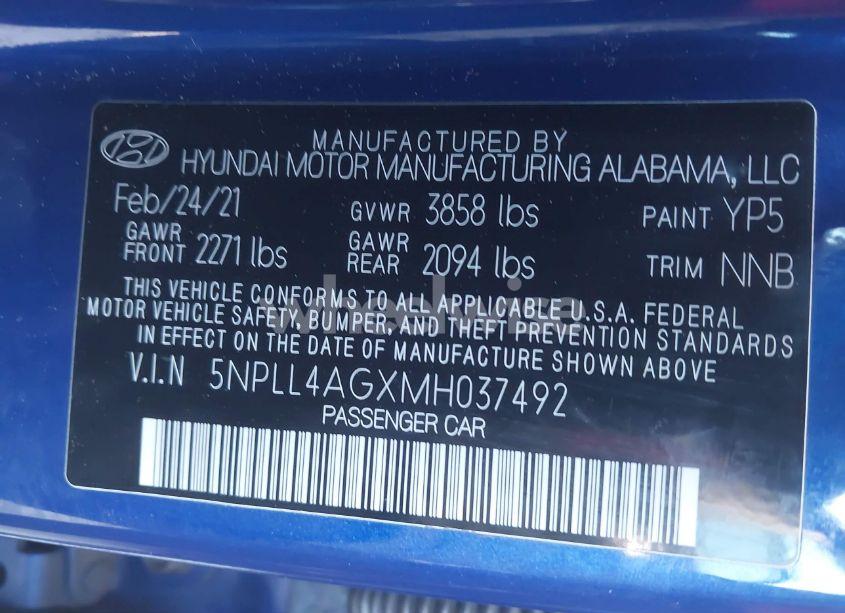 MANUFACTURED BY
HYUNDAI MOTOR MANUFACTURING ALABAMA, LLC
Feb/24/21 GVWR 3858 lbs PAINT YP5
GAWR FRONT 2271 lbs GAWR REAR 2094 lbs TRIM NNB
THIS VEHICLE CONFORMS TO ALL APPLICABLE U.S.A. FEDERAL
MOTOR VEHICLE SAFETY, BUMPER, AND THEFT PREVENTION STANDARDS
IN EFFECT ON THE DATE OF MANUFACTURE SHOWN ABOVE
V.I.N 5NPLL4AGXMH037492
PASSENGER CAR